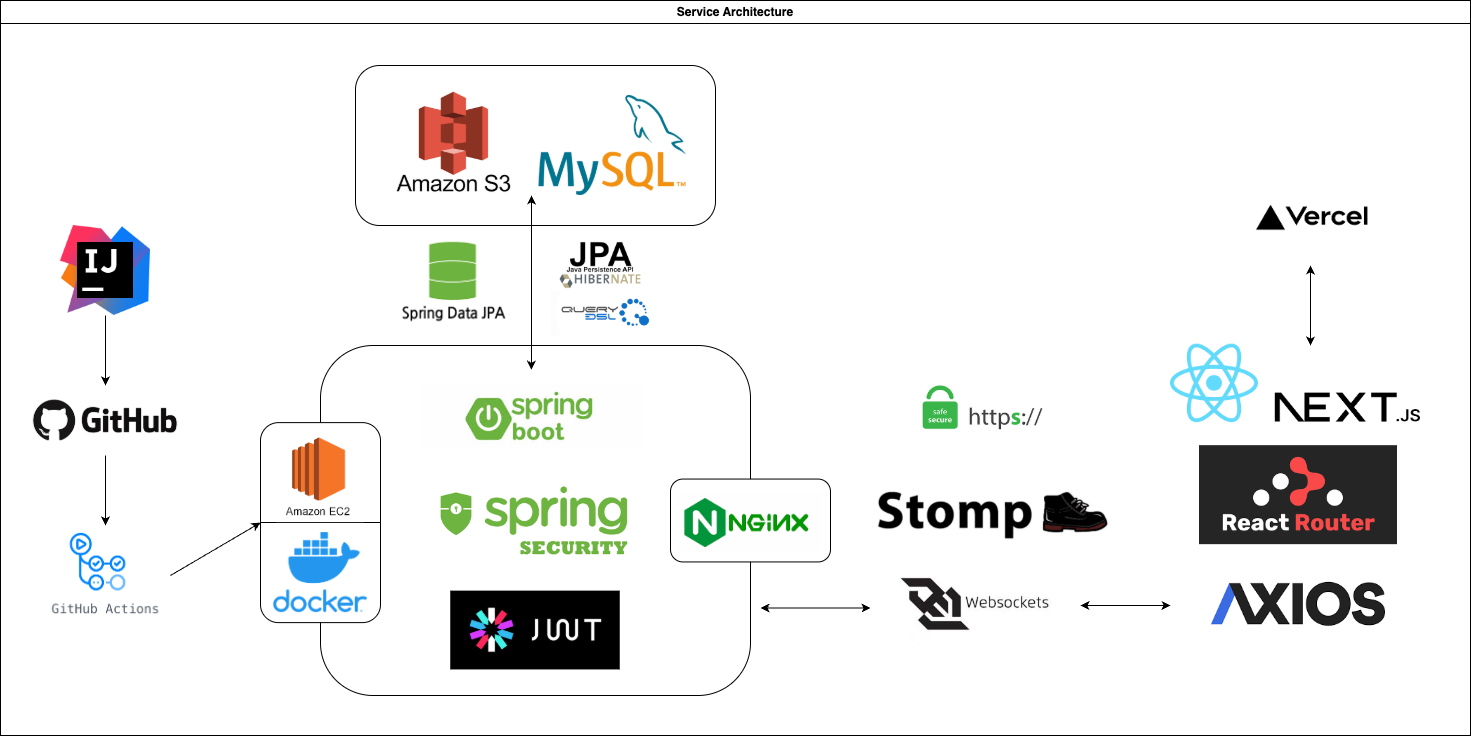 Service Architecture
Amazon S3
MySQL™
IJ
Spring Data JPA
JPA
Java Persistence API
HIBERNATE
QUERY
DSL
Vercel
GitHub
spring
boot
safe
secure
https://
NEXT.JS
Amazon EC2
spring
SECURITY
N NGINX
Stomp
React Router
docker
GitHub Actions
JWT
Websockets
AXIOS